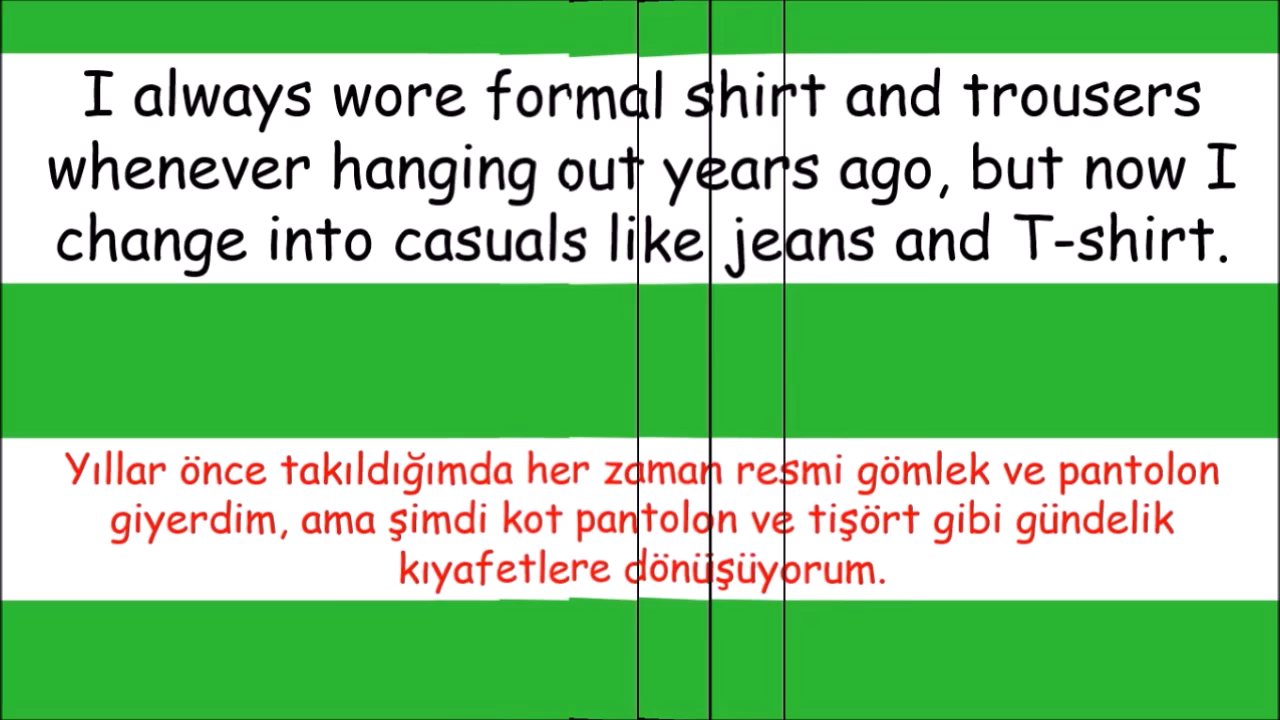 I always wore formal shirt and trousers
whenever hanging out years ago, but now I
change into casuals like jeans and T-shirt.
Yıllar önce takıldığımda her zaman resmi gömlek ve pantolon
giyerdim, ama şimdi kot pantolon ve tişört gibi gündelik
kıyafetlere dönüşüyorum.